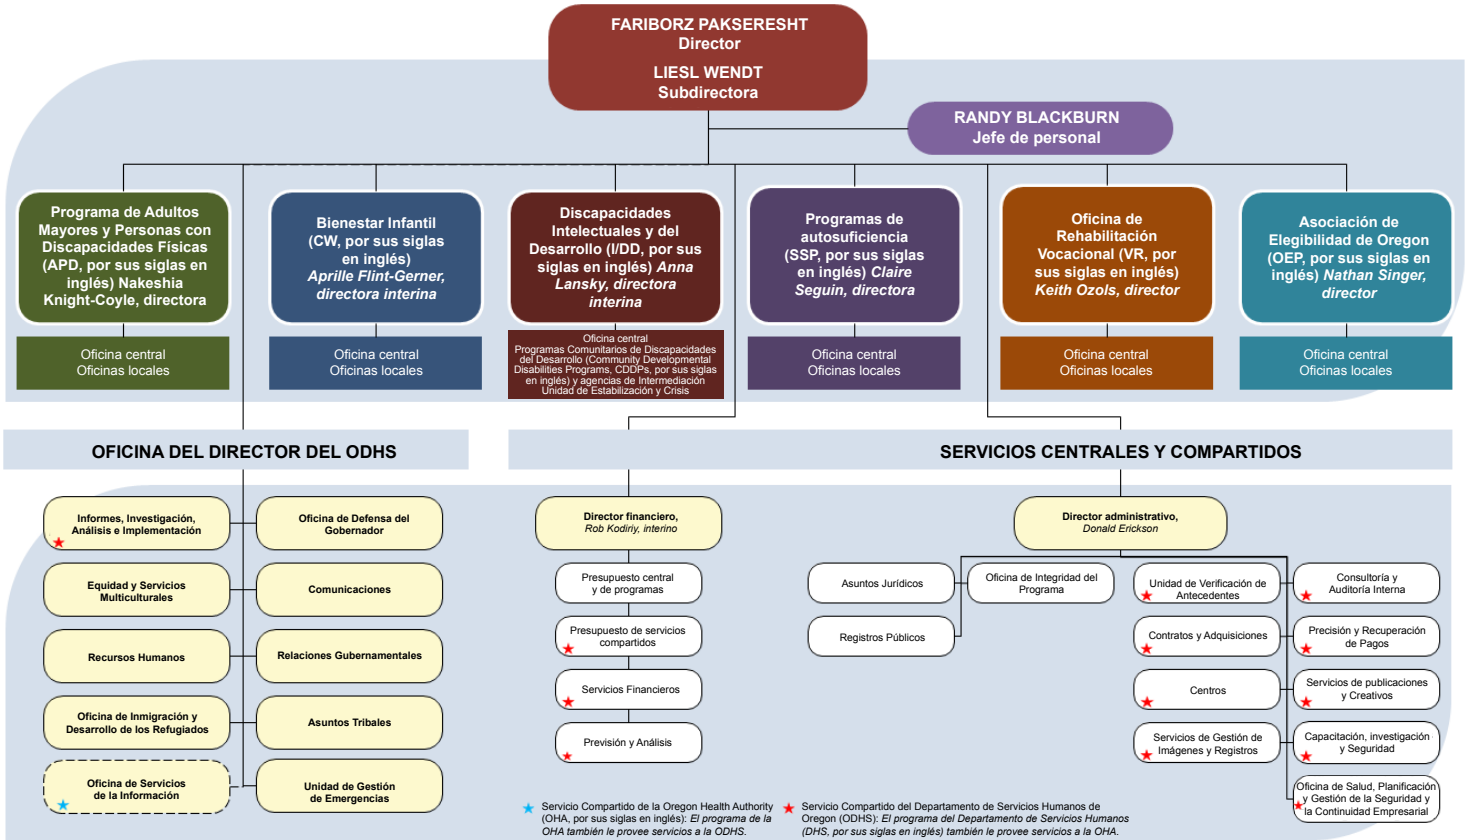 FARIBORZ PAKSERESHT
Director
LIESL WENDT
Subdirectora
RANDY BLACKBURN
Jefe de personal
Programa de Adultos
Mayores y Personas con
Discapacidades Físicas
(APD, por sus siglas en
inglés) Nakeshia
Knight-Coyle, directora
Oficina central
Oficinas locales
Bienestar Infantil
(CW, por sus siglas
en inglés)
Aprille Flint-Gerner,
directora interina
Oficina central
Oficinas locales
Discapacidades
Intelectuales y del
Desarrollo (I/DD, por sus
siglas en inglés) Anna
Lansky, directora
interina
Oficina central
Programas Comunitarios de Discapacidades
del Desarrollo (Community Developmental
Disabilities Programs, CDDPs, por sus siglas
en inglés) y agencias de Intermediación
Unidad de Estabilización y Crisis
Programas de
autosuficiencia
(SSP, por sus siglas
en inglés) Claire
Seguin, directora
Oficina central
Oficinas locales
Oficina de
Rehabilitación
Vocacional (VR, por
sus siglas en inglés)
Keith Ozols, director
Oficina central
Oficinas locales
Asociación de
Elegibilidad de Oregon
(OEP, por sus siglas en
inglés) Nathan Singer,
director
Oficina central
Oficinas locales
OFICINA DEL DIRECTOR DEL ODHS
Informes, Investigación,
Análisis e Implementación
Oficina de Defensa del
Gobernador
Equidad y Servicios
Multiculturales
Comunicaciones
Recursos Humanos
Relaciones Gubernamentales
Oficina de Inmigración y
Desarrollo de los Refugiados
Asuntos Tribales
Oficina de Servicios
de la Información
Unidad de Gestión
de Emergencias
SERVICIOS CENTRALES Y COMPARTIDOS
Director financiero,
Rob Kodiriy, interino
Presupuesto central
y de programas
Presupuesto de servicios
compartidos
Servicios Financieros
Previsión y Análisis
Director administrativo,
Donald Erickson
Asuntos Jurídicos
Oficina de Integridad del
Programa
Registros Públicos
Unidad de Verificación de
Antecedentes
Consultoría y
Auditoría Interna
Contratos y Adquisiciones
Precisión y Recuperación
de Pagos
Centros
Servicios de publicaciones
y Creativos
Servicios de Gestión de
Imágenes y Registros
Capacitación, investigación
y Seguridad
Oficina de Salud, Planificación
y Gestión de la Seguridad y
la Continuidad Empresarial
Servicio Compartido de la Oregon Health Authority
(OHA, por sus siglas en inglés): El programa de la
OHA también le provee servicios a la ODHS.
Servicio Compartido del Departamento de Servicios Humanos de
Oregon (ODHS): El programa del Departamento de Servicios Humanos
(DHS, por sus siglas en inglés) también le provee servicios a la OHA.